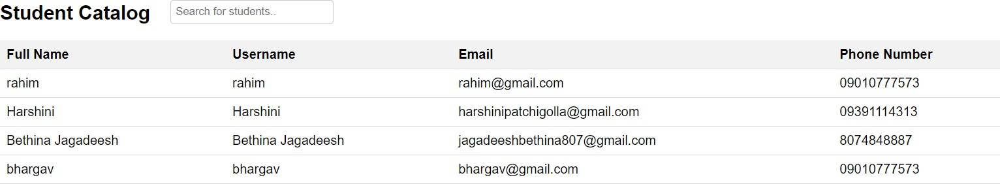 Student Catalog Search for students..
Full Name Username Email Phone Number
rahim rahim rahim@gmail.com 09010777573
Harshini Harshini harshinipatchigolla@gmail.com 09391114313
Bethina Jagadeesh Bethina Jagadeesh jagadeeshbethina807@gmail.com 8074848887
bhargav bhargav bhargav@gmail.com 09010777573